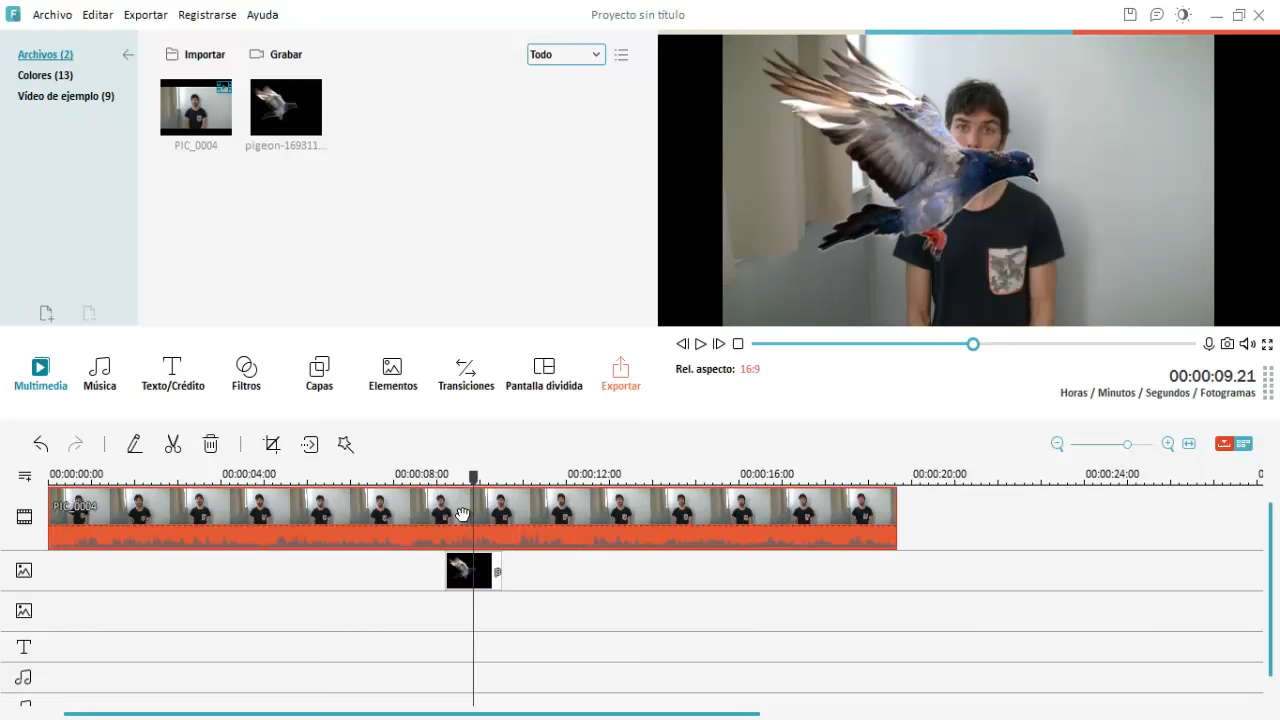 F Archivo Editar Exportar Registrarse Ayuda Proyecto sin título
Archivos (2) Importar Grabar Todo
Colores (13)
Vídeo de ejemplo (9)
PIC_0004 pigeon-169311...
Multimedia Música Texto/Crédito Filtros Capas Elementos Transiciones Pantalla dividida Exportar
Rel. aspecto: 16:9
00:00:09.21
Horas / Minutos / Segundos / Fotogramas
00:00:00:00 00:00:04:00 00:00:08:00 00:00:12:00 00:00:16:00 00:00:20:00 00:00:24:00 0
PIC_0004
p
T